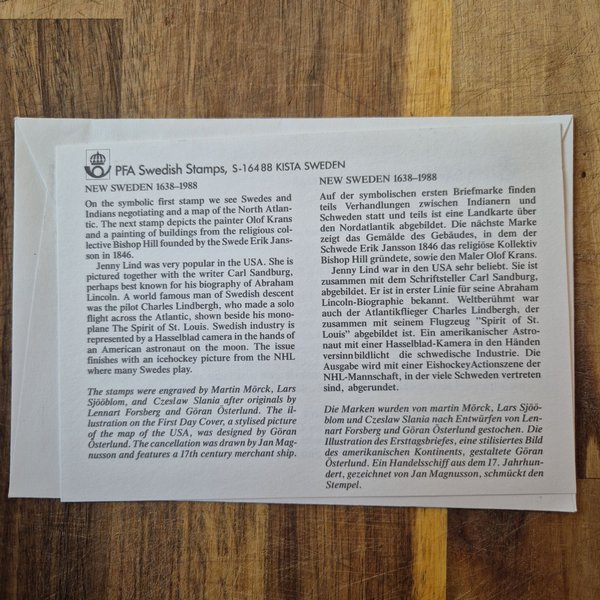 PFA Swedish Stamps, S-164 88 KISTA SWEDEN
NEW SWEDEN 1638–1988
On the symbolic first stamp we see Swedes and
Indians negotiating and a map of the North Atlan-
tic. The next stamp depicts the painter Olof Krans
and a painting of buildings from the religious col-
lective Bishop Hill founded by the Swede Erik Jans-
son in 1846.
Jenny Lind was very popular in the USA. She is
pictured together with the writer Carl Sandburg,
perhaps best known for his biography of Abraham
Lincoln. A world famous man of Swedish descent
was the pilot Charles Lindbergh, who made a solo
flight across the Atlantic, shown beside his mono-
plane The Spirit of St. Louis. Swedish industry is
represented by a Hasselblad camera in the hands of
an American astronaut on the moon. The issue
finishes with an icehockey picture from the NHL
where many Swedes play.
The stamps were engraved by Martin Mörck, Lars
Sjööblom, and Czeslaw Slania after originals by
Lennart Forsberg and Göran Österlund. The il-
lustration on the First Day Cover, a stylised picture
of the map of the USA, was designed by Göran
Österlund. The cancellation was drawn by Jan Mag-
nusson and features a 17th century merchant ship.
NEW SWEDEN 1638–1988
Auf der symbolischen ersten Briefmarke finden
teils Verhandlungen zwischen Indianern und
Schweden statt und teils ist eine Landkarte über
den Nordatlantik abgebildet. Die nächste Marke
zeigt das Gemälde des Gebäudes, in dem der
Schwede Erik Jansson 1846 das religiöse Kollektiv
Bishop Hill gründete, sowie den Maler Olof Krans.
Jenny Lind war in den USA sehr beliebt. Sie ist
zusammen mit dem Schriftsteller Carl Sandburg,
abgebildet. Er ist in erster Linie für seine Abraham
Lincoln-Biographie bekannt. Weltberühmt war
auch der Atlantikflieger Charles Lindbergh, der
zusammen mit seinem Flugzeug "Spirit of St.
Louis" abgebildet ist. Ein amerikanischer Astro-
naut mit einer Hasselblad-Kamera in den Händen
versinnbildlicht die schwedische Industrie. Die
Ausgabe wird mit einer EishockeyActionszene der
NHL-Mannschaft, in der viele Schweden vertreten
sind, abgerundet.
Die Marken wurden von martin Mörck, Lars Sjöö-
blom und Czeslaw Slania nach Entwürfen von Len-
nart Forsberg und Göran Österlund gestochen. Die
Illustration des Ersttagsbriefes, eine stilisiertes Bild
des amerikanischen Kontinents, gestaltete Göran
Österlund. Ein Handelsschiff aus dem 17. Jahrhun-
dert, gezeichnet von Jan Magnusson, schmückt den
Stempel.